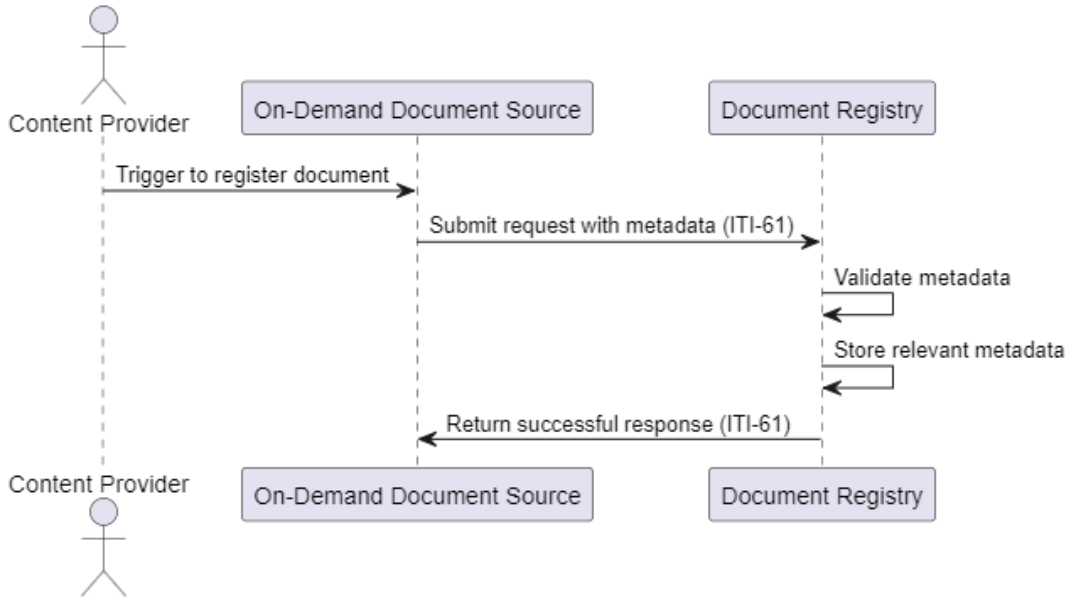 Content Provider
On-Demand Document Source
Document Registry
Trigger to register document
Submit request with metadata (ITI-61)
Validate metadata
Store relevant metadata
Return successful response (ITI-61)
Content Provider
On-Demand Document Source
Document Registry